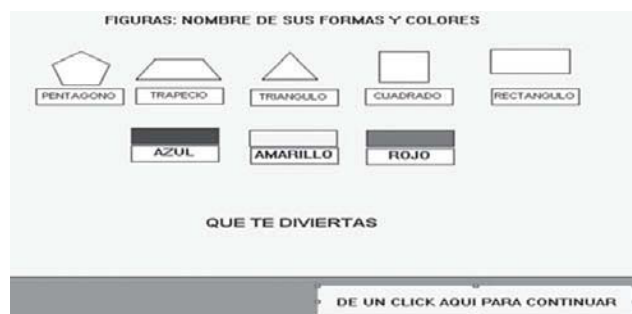 FIGURAS: NOMBRE DE SUS FORMAS Y COLORES
PENTAGONO TRAPECIO TRIANGULO CUADRADO RECTANGULO
AZUL AMARILLO ROJO
QUE TE DIVIERTAS
DE UN CLICK AQUI PARA CONTINUAR